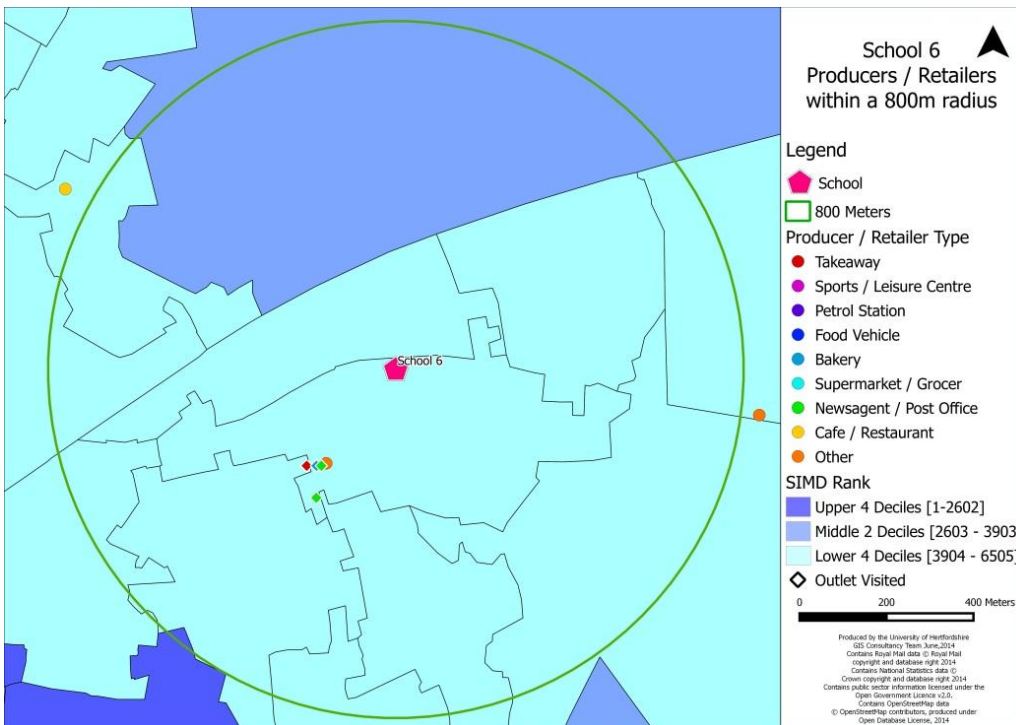 School 6
Producers / Retailers
within a 800m radius
Legend
School
800 Meters
Producer / Retailer Type
Takeaway
Sports / Leisure Centre
Petrol Station
Food Vehicle
Bakery
Supermarket / Grocer
Newsagent / Post Office
Cafe / Restaurant
Other
SIMD Rank
Upper 4 Deciles [1-2602]
Middle 2 Deciles [2603 - 3903
Lower 4 Deciles [3904 - 6505]
Outlet Visited
0 200 400 Meters
Produced by the University of Hertfordshire
GIS Consultancy Team June,2014
Contains Royal Mail data © Royal Mail
copyright and database right 2014
Contains National Statistics data ©
Crown copyright and database right 2014
Contains public sector information licensed under the
Open Government Licence v2.0.
Contains OpenStreetMap data
© OpenStreetMap contributors, produced under
Open Database License, 2014
School 6